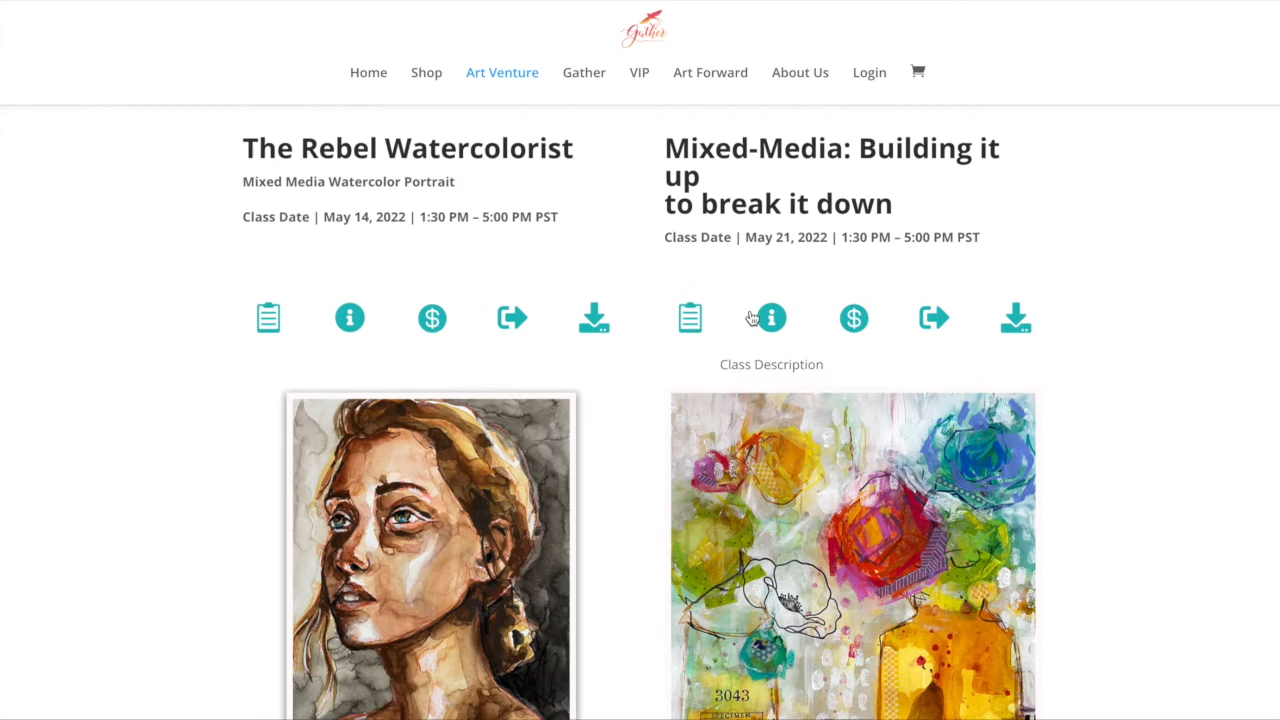 Gather
Home Shop Art Venture Gather VIP Art Forward About Us Login
The Rebel Watercolorist
Mixed Media Watercolor Portrait
Class Date | May 14, 2022 | 1:30 PM – 5:00 PM PST
Mixed-Media: Building it
up
to break it down
Class Date | May 21, 2022 | 1:30 PM – 5:00 PM PST
Class Description
3043
SPECIMEN